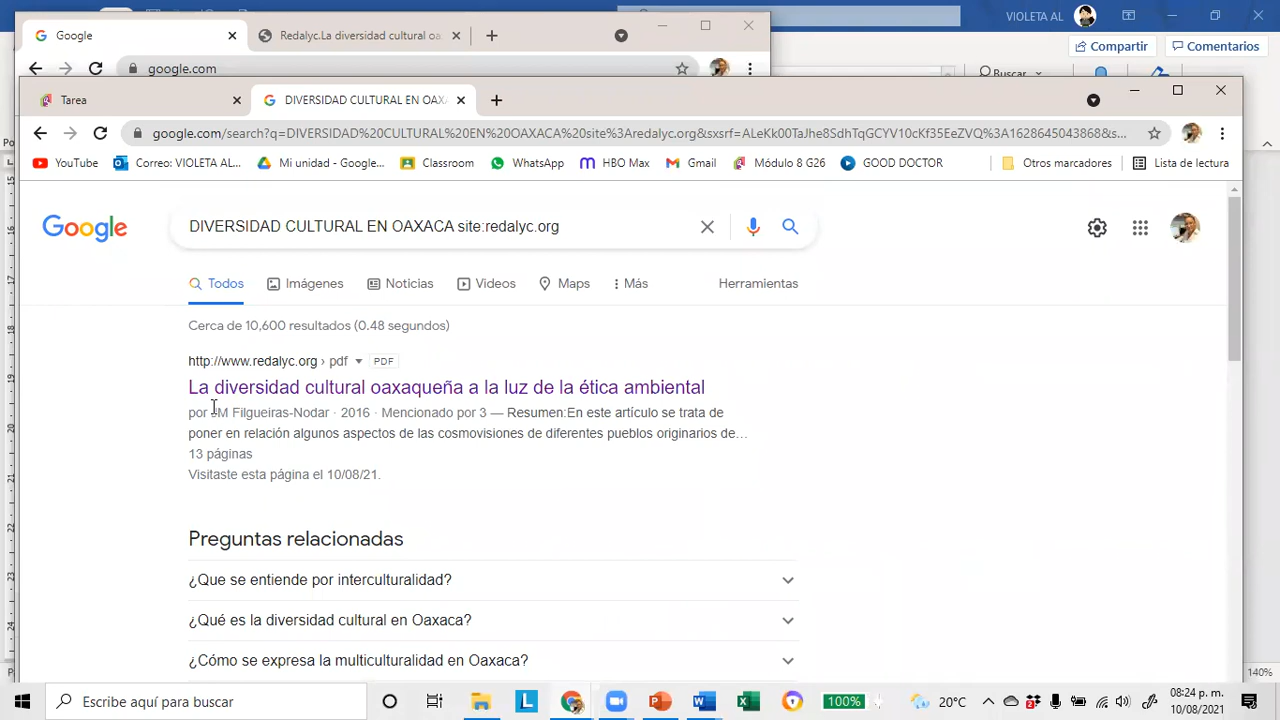 VIOLETA AL
Google
Redalyc.La diversidad cultural oa
google.com
Compartir
Comentarios
Buscar
Tarea
DIVERSIDAD CULTURAL EN OAXA
google.com/search?q=DIVERSIDAD%20CULTURAL%20EN%20OAXACA%20site%3Aredalyc.org&sxsrf=ALeKk00Tdhe8SdhTqGCYV10cKf35EeZVQ%3A1628645043868&s...
YouTube Correo: VIOLETA AL... Mi unidad - Google... Classroom WhatsApp HBO Max Gmail Módulo 8 G26 GOOD DOCTOR Otros marcadores Lista de lectura
Google
DIVERSIDAD CULTURAL EN OAXACA site:redalyc.org
Todos Imágenes Noticias Videos Maps Más Herramientas
Cerca de 10,600 resultados (0.48 segundos)
http://www.redalyc.org › pdf PDF
La diversidad cultural oaxaqueña a la luz de la ética ambiental
por JM Filgueiras-Nodar · 2016 · Mencionado por 3 — Resumen:En este artículo se trata de
poner en relación algunos aspectos de las cosmovisiones de diferentes pueblos originarios de...
13 páginas
Visitaste esta página el 10/08/21.
Preguntas relacionadas
¿Que se entiende por interculturalidad?
¿Qué es la diversidad cultural en Oaxaca?
¿Cómo se expresa la multiculturalidad en Oaxaca?
140%
Escribe aquí para buscar
100%
20°C
08:24 p. m.
10/08/2021